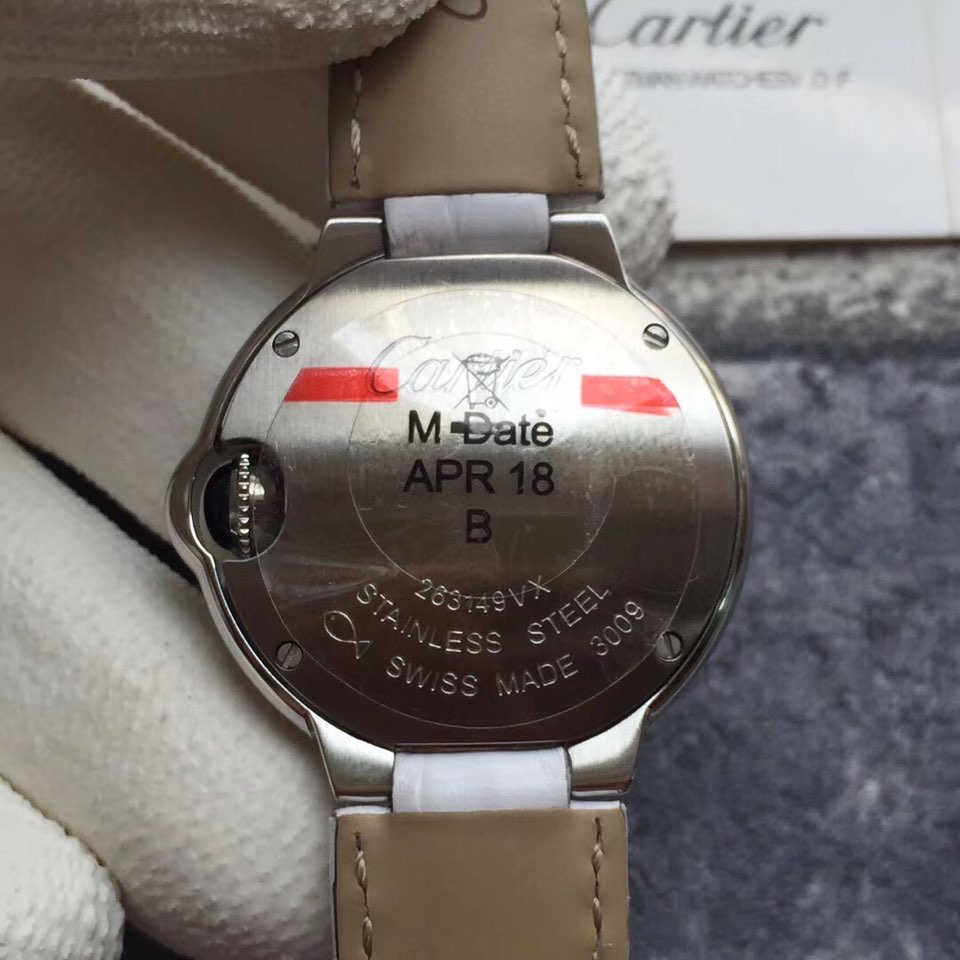 Cartier
Cartier
M-Date
APR 18
B
263149VX
STAINLESS STEEL
SWISS MADE 3009